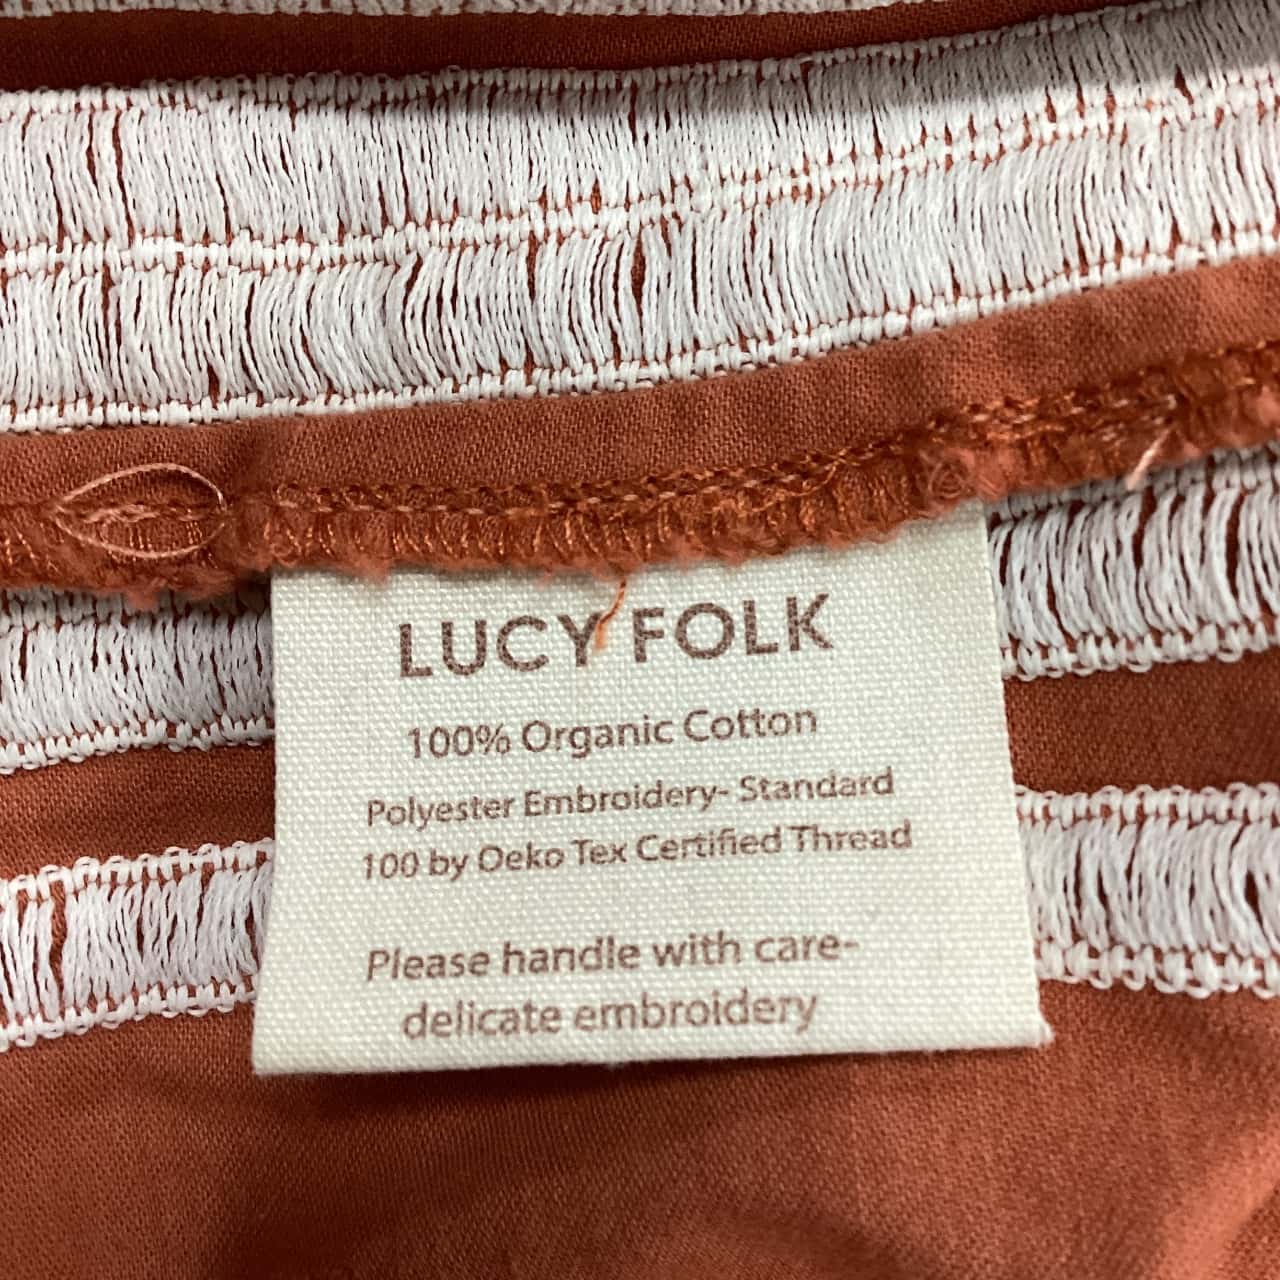 LUCY FOLK
100% Organic Cotton
Polyester Embroidery- Standard
100 by Oeko Tex Certified Thread
Please handle with care-
delicate embroidery